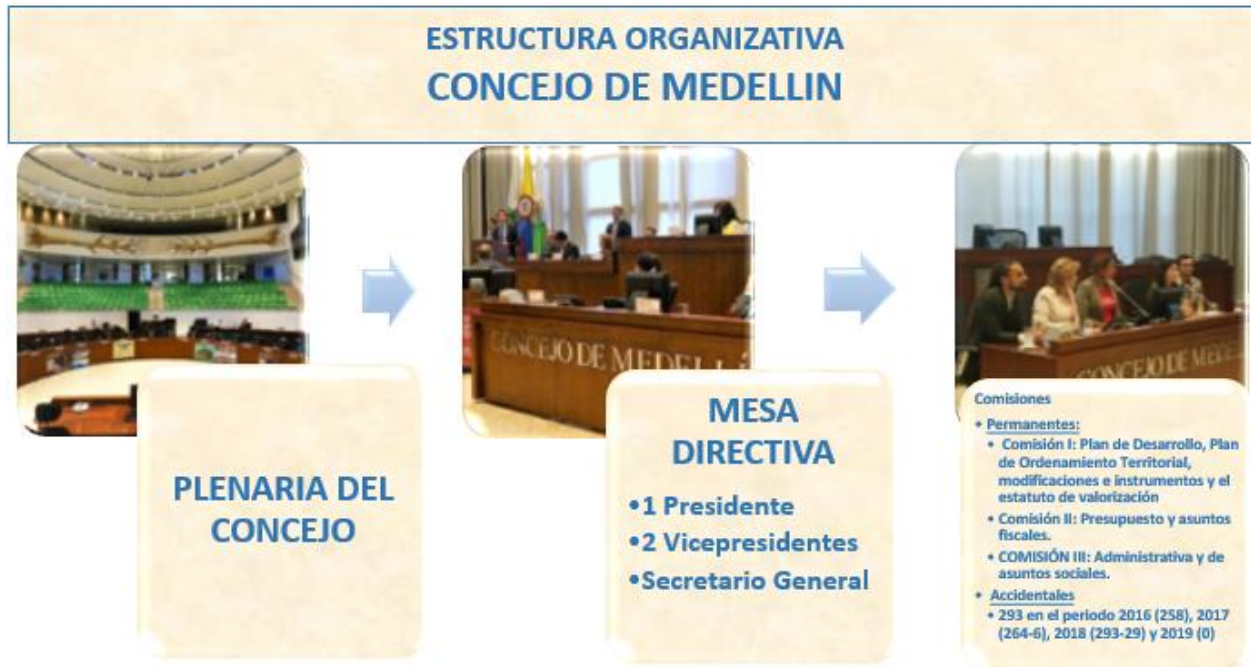 ESTRUCTURA ORGANIZATIVA
CONCEJO DE MEDELLIN
PLENARIA DEL
CONCEJO
CONCEJO DE MEDELLÍ
MESA
DIRECTIVA
•1 Presidente
•2 Vicepresidentes
•Secretario General
CONCEJO DE MEDELL
Comisiones
• Permanentes:
• Comisión I: Plan de Desarrollo, Plan
de Ordenamiento Territorial,
modificaciones e instrumentos y el
estatuto de valorización
• Comisión II: Presupuesto y asuntos
fiscales.
• COMISIÓN III: Administrativa y de
asuntos sociales.
• Accidentales
• 293 en el periodo 2016 (258), 2017
(264-6), 2018 (293-29) y 2019 (0)